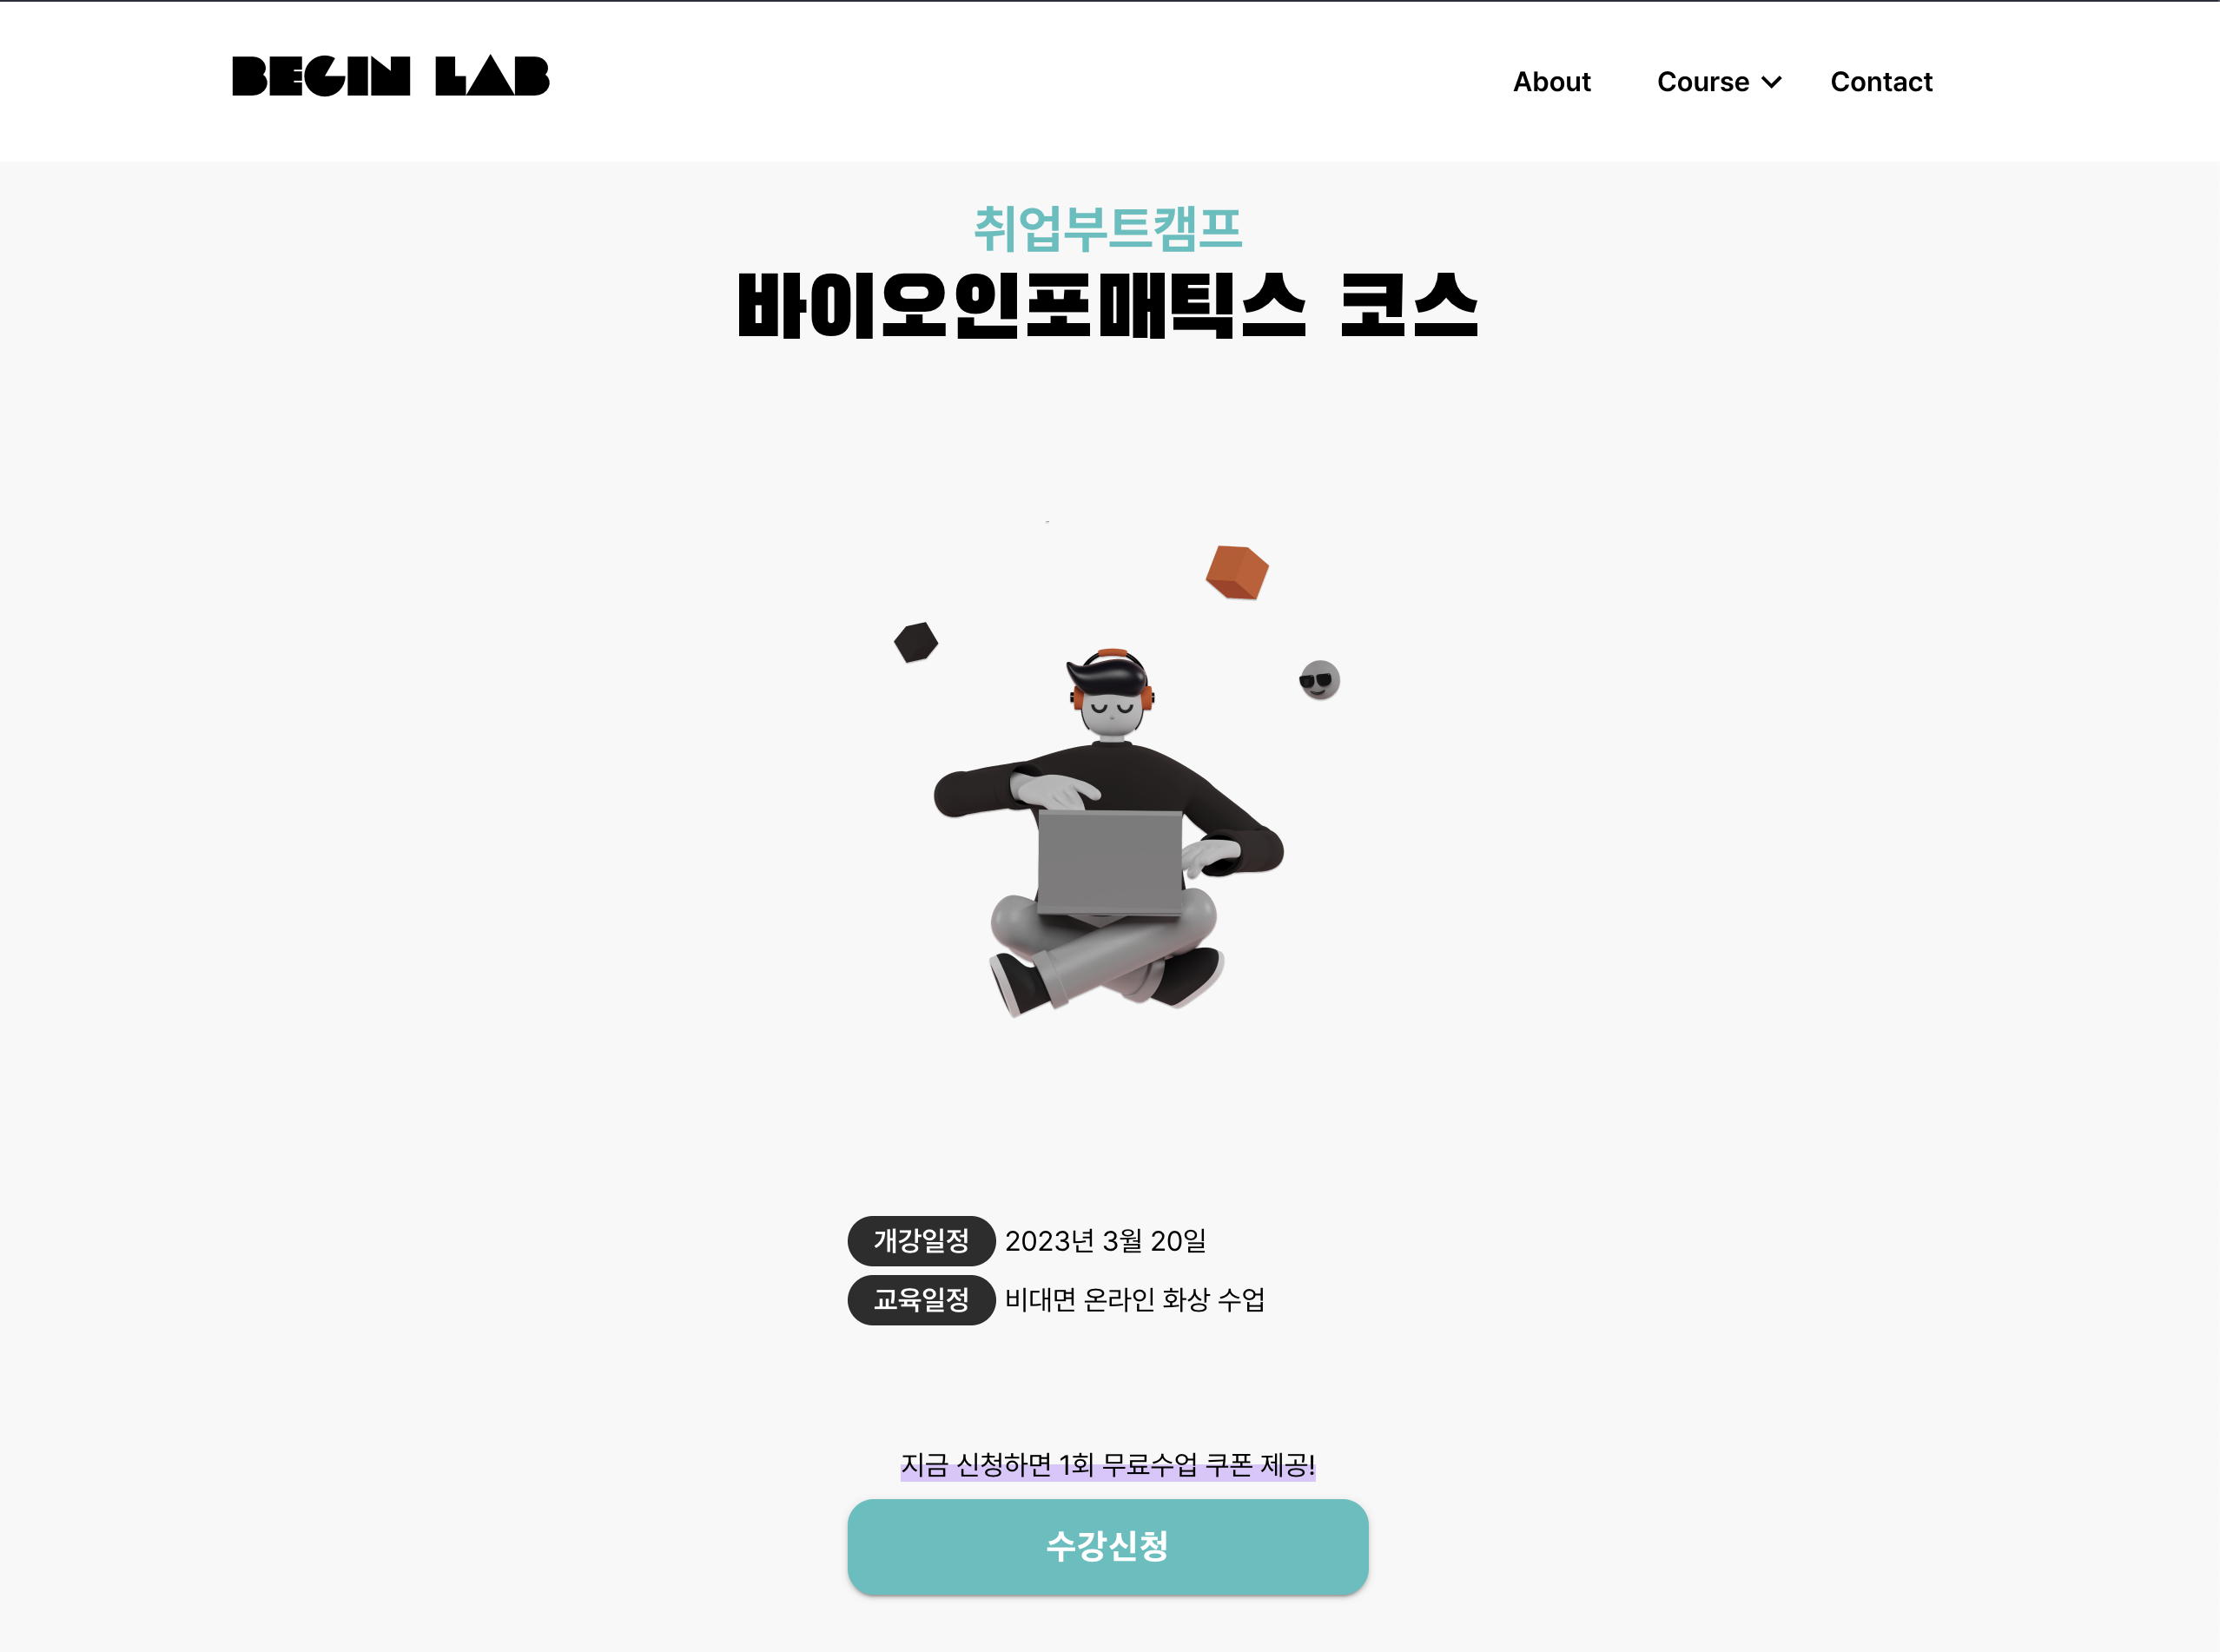 BEGIN LAB
About Course Contact
취업부트캠프
바이오인포매틱스 코스
개강일정 2023년 3월 20일
교육일정 비대면 온라인 화상 수업
지금 신청하면 1회 무료수업 쿠폰 제공!
수강신청